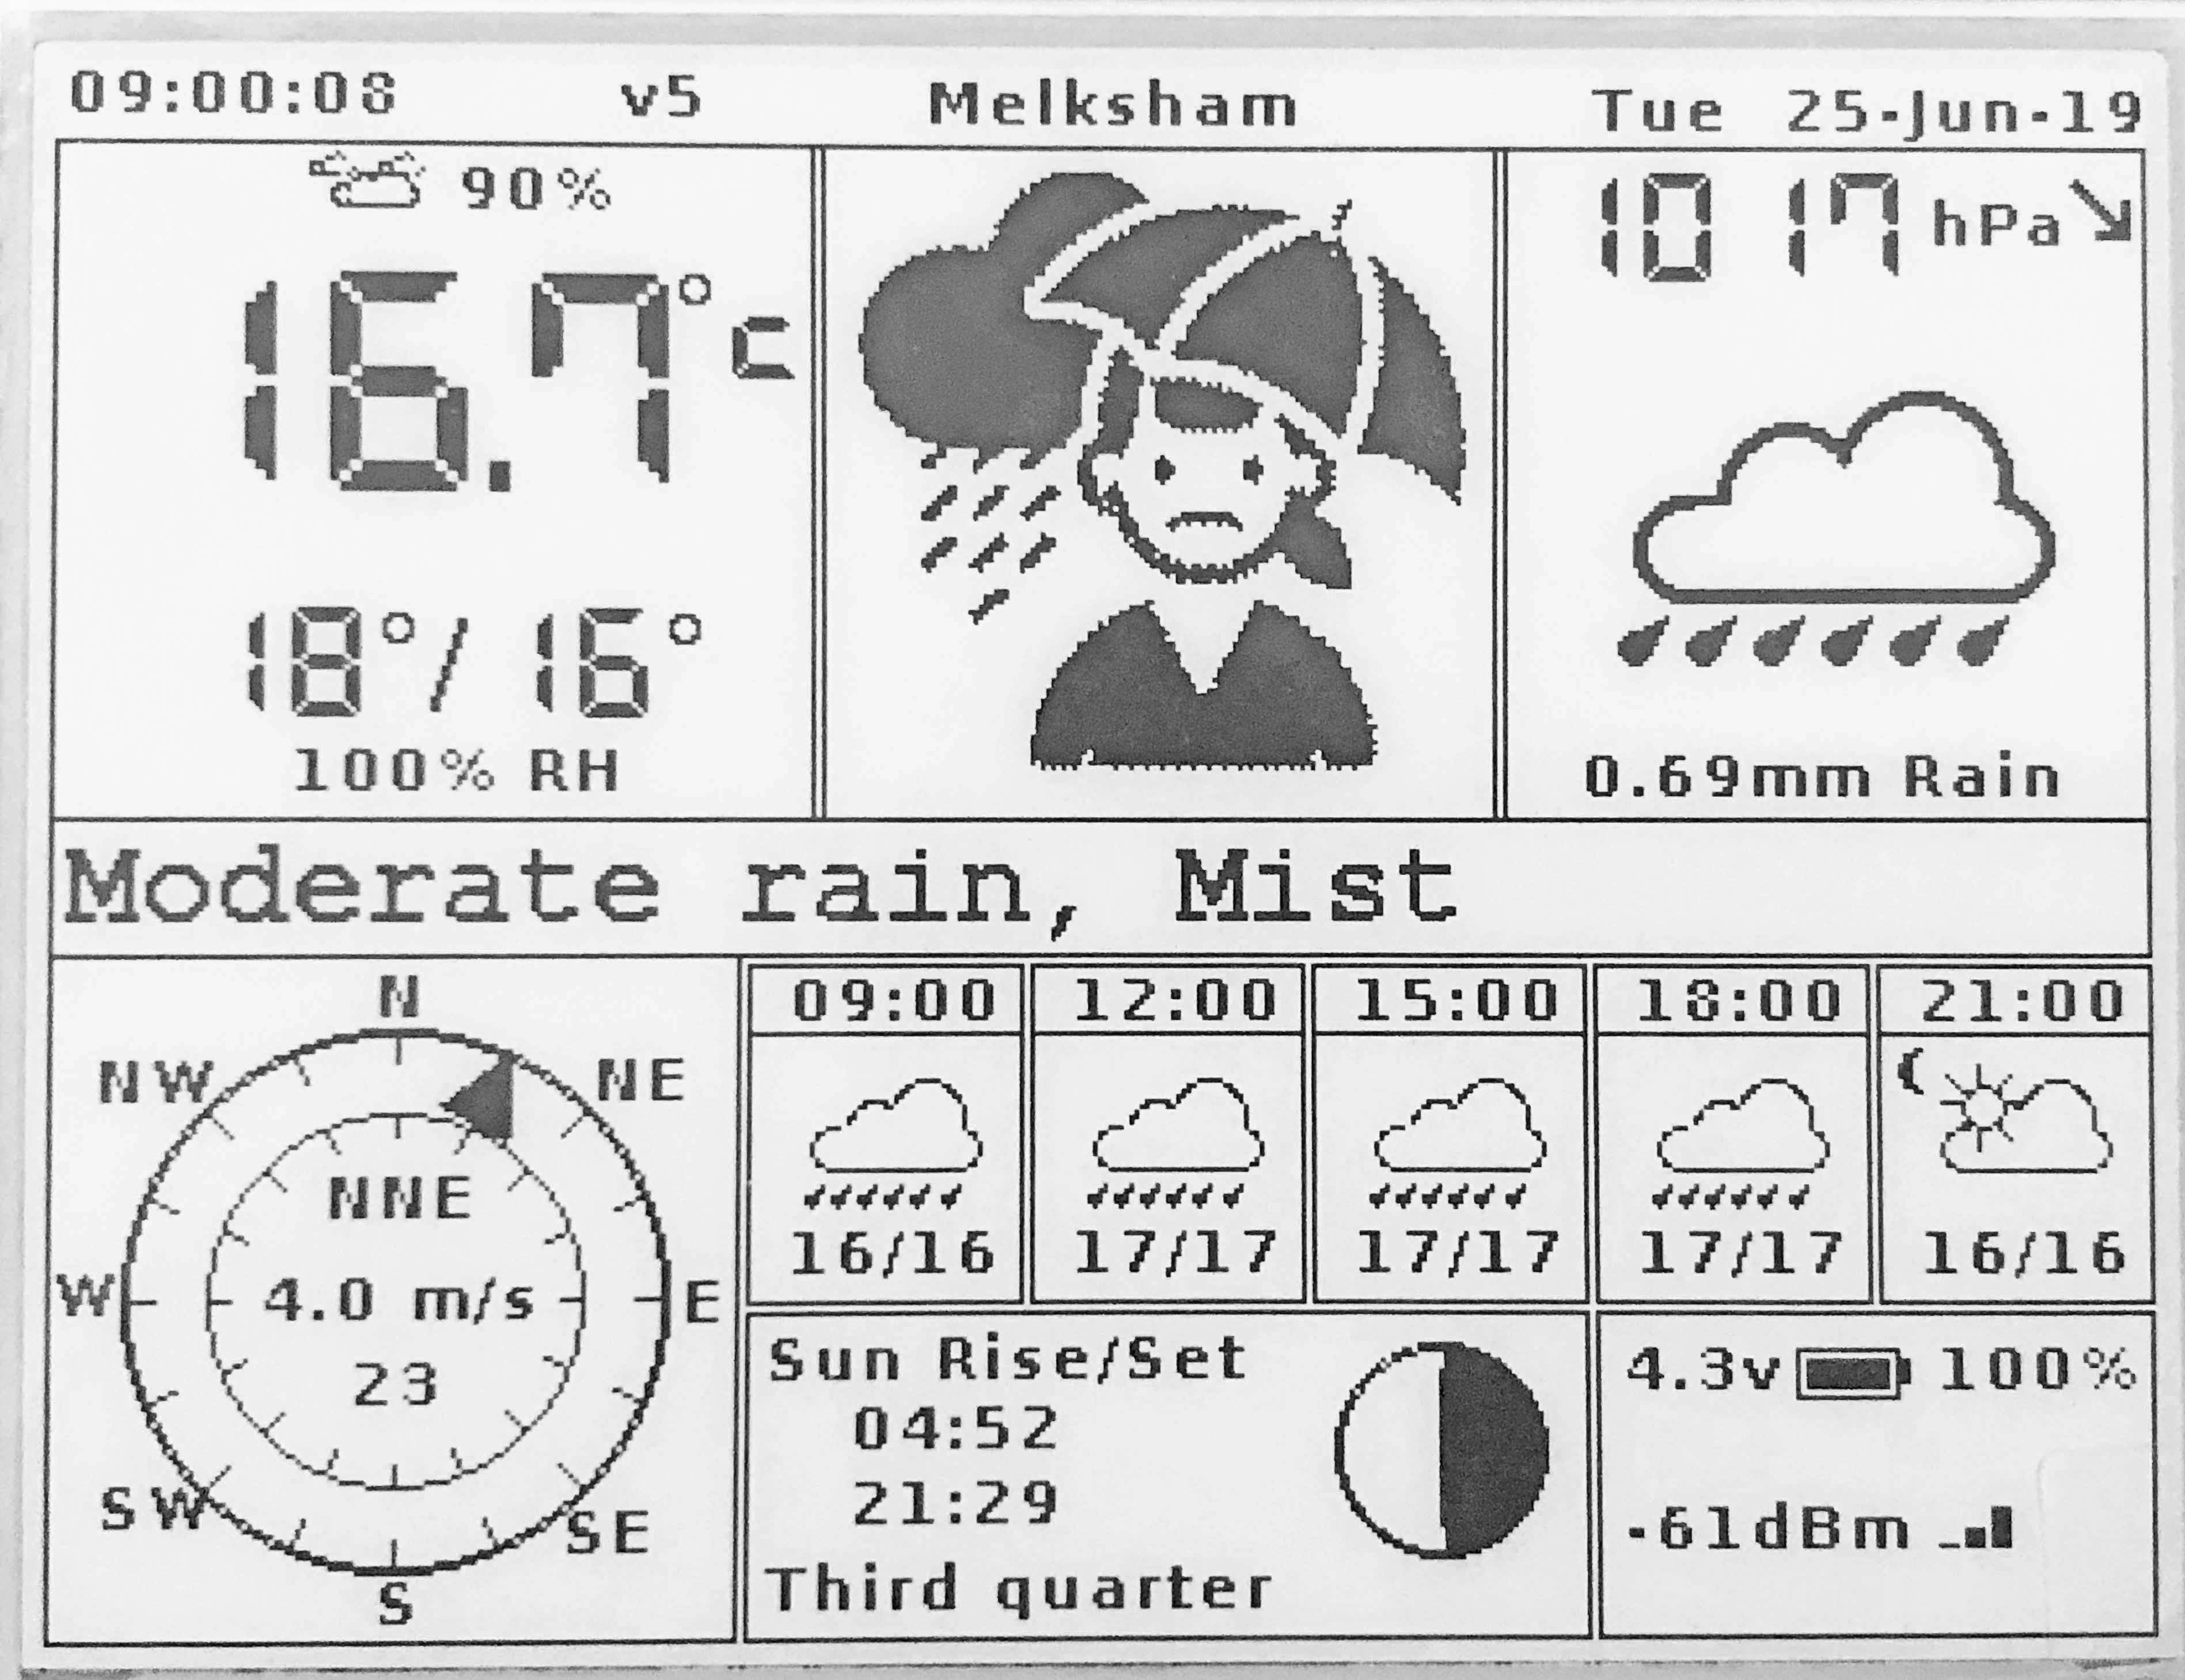 09:00:08 v5 Melksham Tue 25-Jun-19
90%
16.7°C
18°/16°
100% RH
1017 hPa
0.69mm Rain
Moderate rain, Mist
N
NW NE
NNE
W 4.0 m/s E
23
SW SE
S
09:00 12:00 15:00 18:00 21:00
16/16 17/17 17/17 17/17 16/16
Sun Rise/Set
04:52
21:29
Third quarter
4.3v 100%
-61dBm